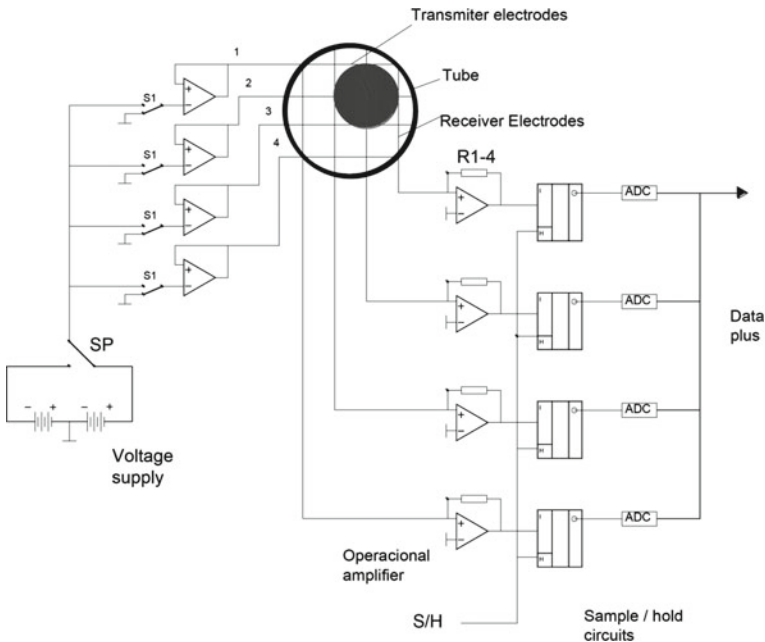 Transmiter electrodes
1
Tube
2
S1
+
−
3
Receiver Electrodes
4
S1
+
−
R1-4
S1
+
−
I
H
ADC
+
−
S1
+
−
I
H
ADC
+
−
Data
plus
SP
− + − +
I
H
ADC
+
−
Voltage
supply
I
H
ADC
+
−
Operacional
amplifier
S/H
Sample / hold
circuits